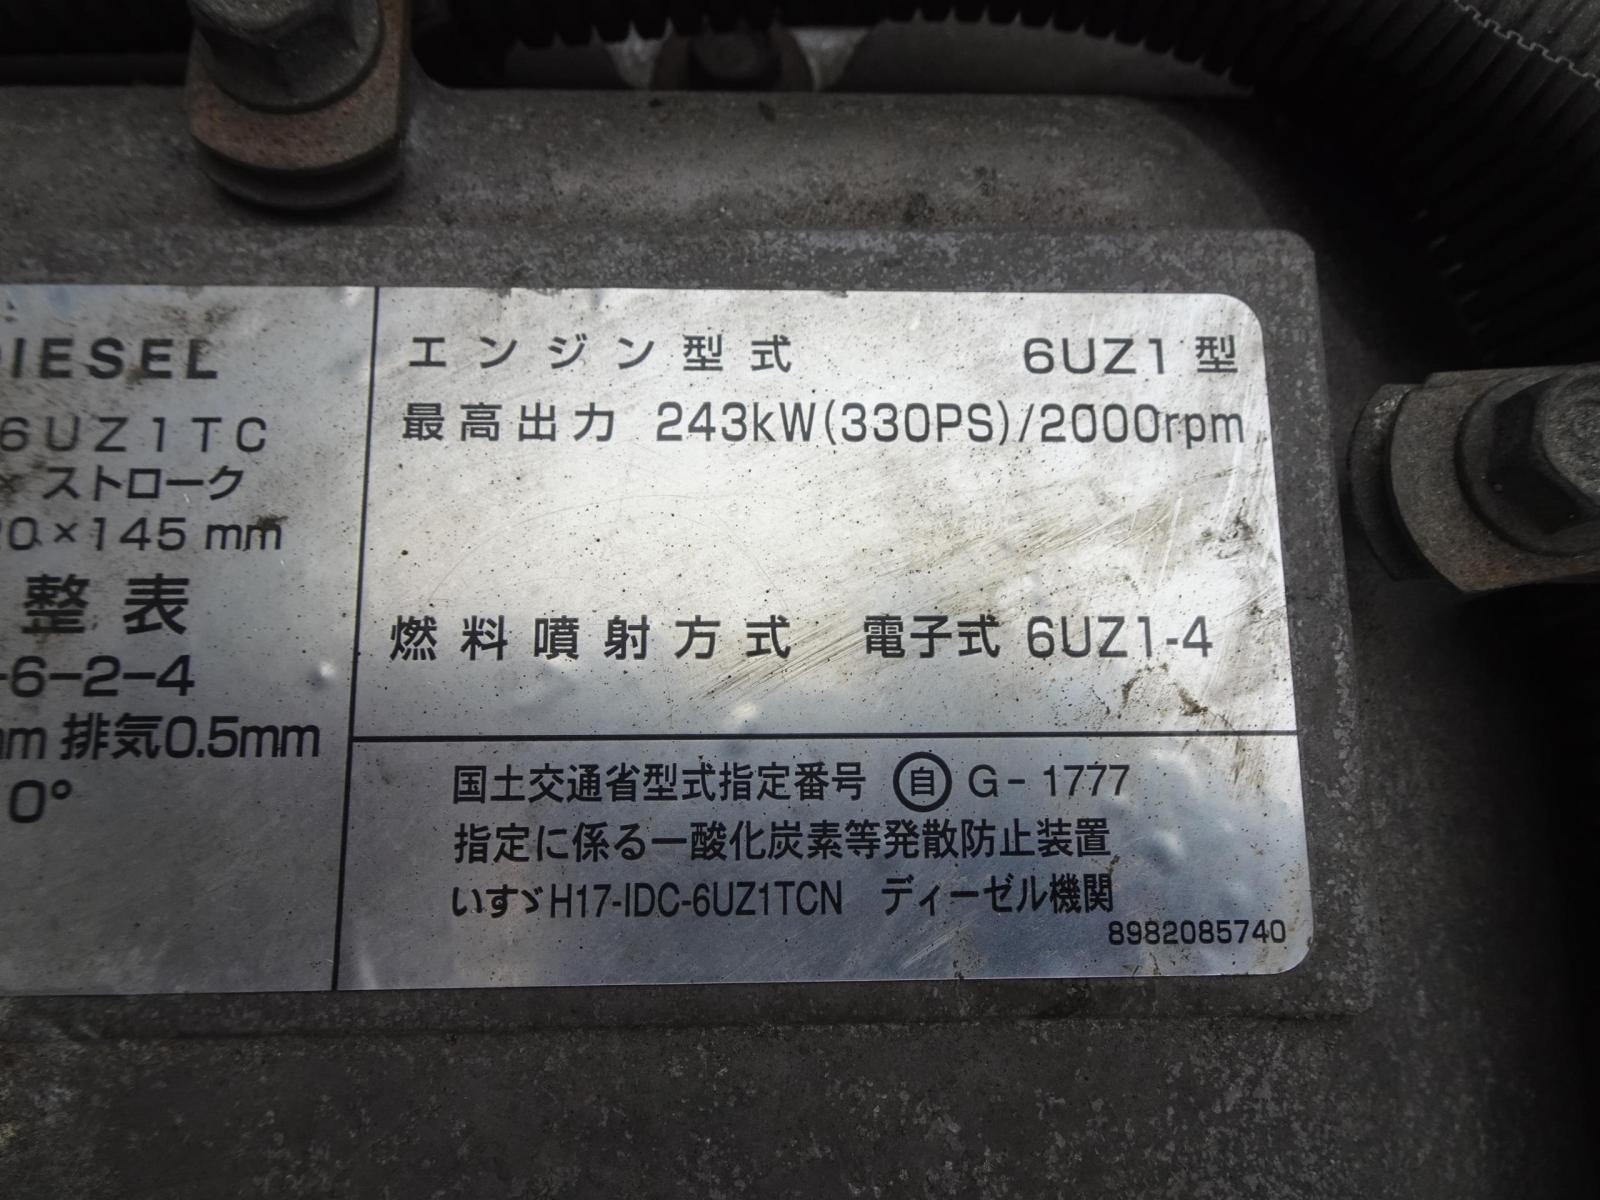 DIESEL
6UZ1TC
× ストローク
0×145 mm
整表
-6-2-4
mm 排気0.5mm
0°
エンジン型式 6UZ1 型
最高出力 243kW(330PS)/2000rpm
燃料噴射方式 電子式 6UZ1-4
国土交通省型式指定番号 自 G-1777
指定に係る一酸化炭素等発散防止装置
いすゞH17-IDC-6UZ1TCN ディーゼル機関
8982085740